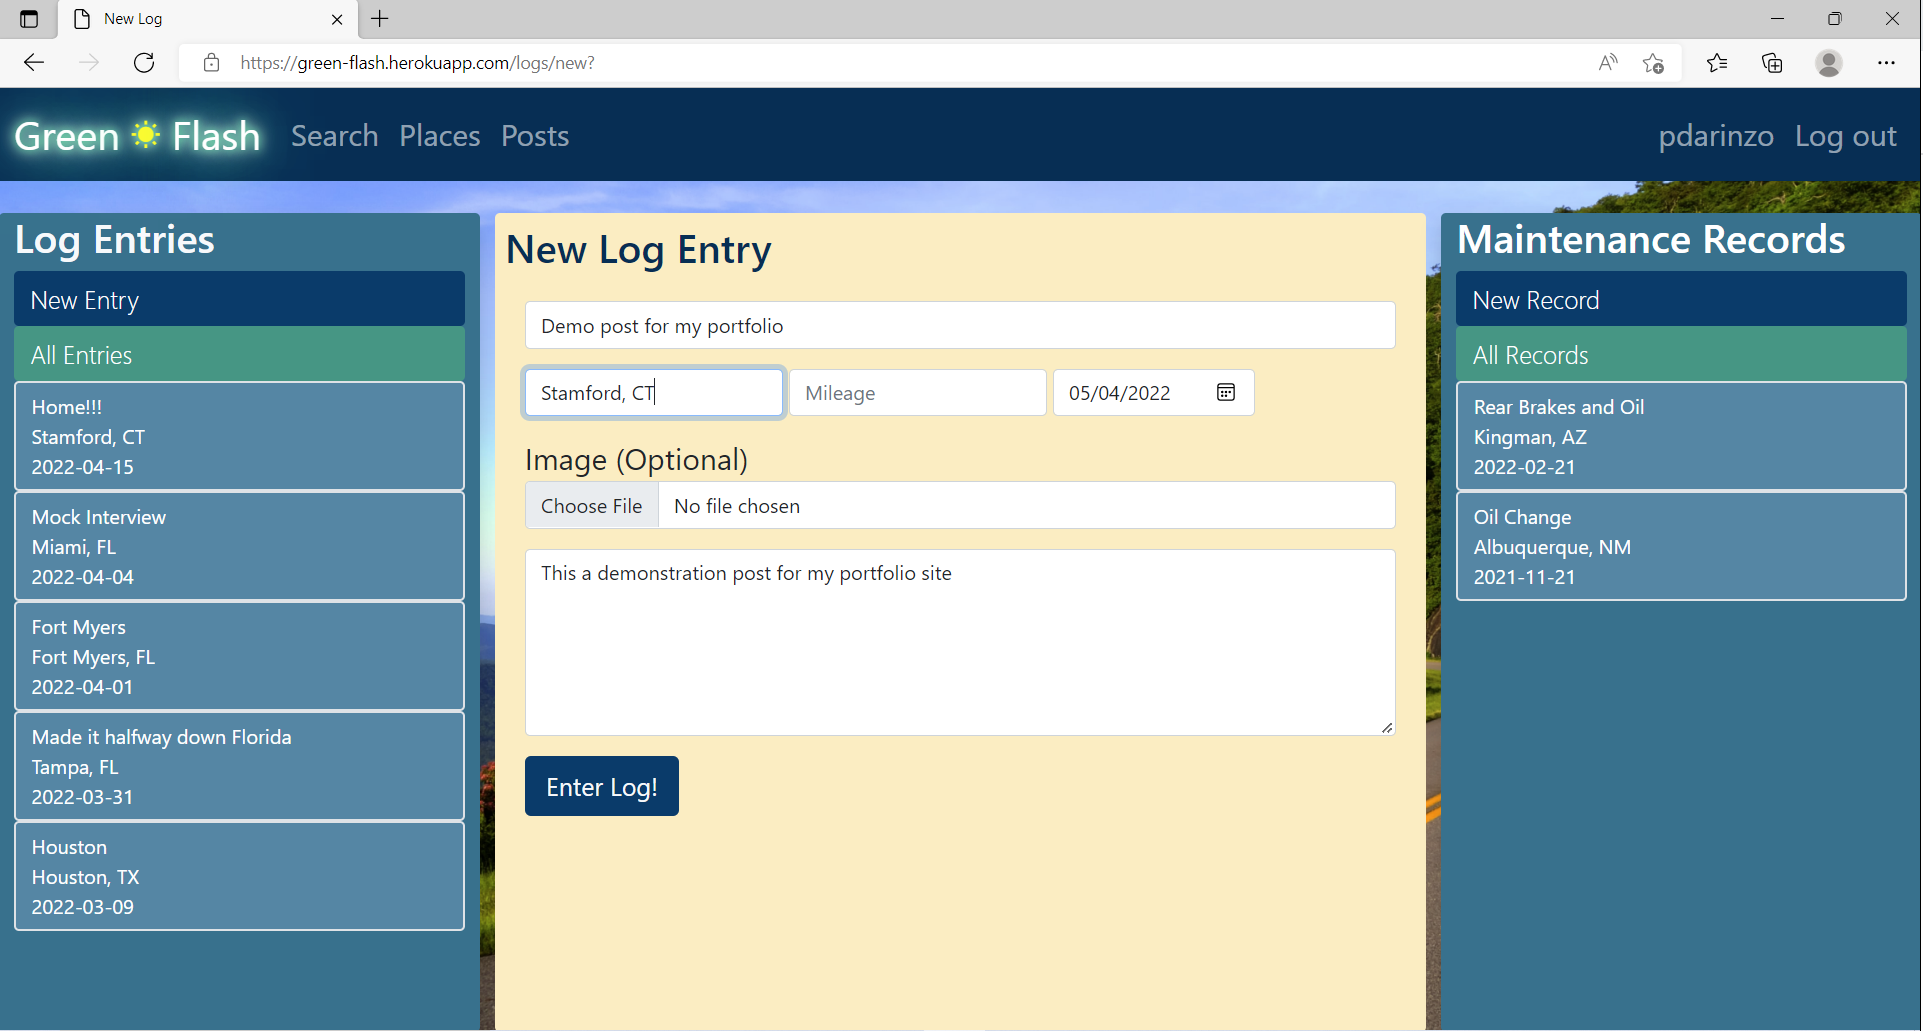 New Log
https://green-flash.herokuapp.com/logs/new?
Green Flash Search Places Posts
pdarinzo Log out
Log Entries
New Entry
All Entries
Home!!!
Stamford, CT
2022-04-15
Mock Interview
Miami, FL
2022-04-04
Fort Myers
Fort Myers, FL
2022-04-01
Made it halfway down Florida
Tampa, FL
2022-03-31
Houston
Houston, TX
2022-03-09
New Log Entry
Demo post for my portfolio
Stamford, CT Mileage 05/04/2022
Image (Optional)
Choose File No file chosen
This a demonstration post for my portfolio site
Enter Log!
Maintenance Records
New Record
All Records
Rear Brakes and Oil
Kingman, AZ
2022-02-21
Oil Change
Albuquerque, NM
2021-11-21